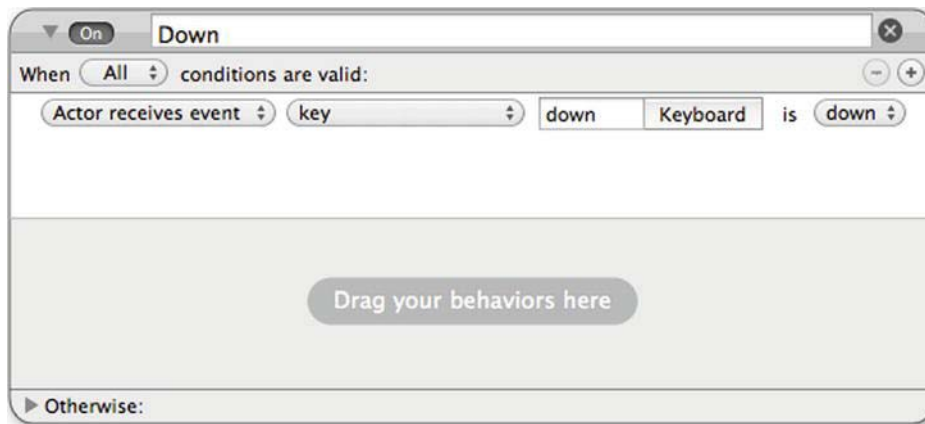 On Down
When All conditions are valid:
Actor receives event key down Keyboard is down
Drag your behaviors here
Otherwise: